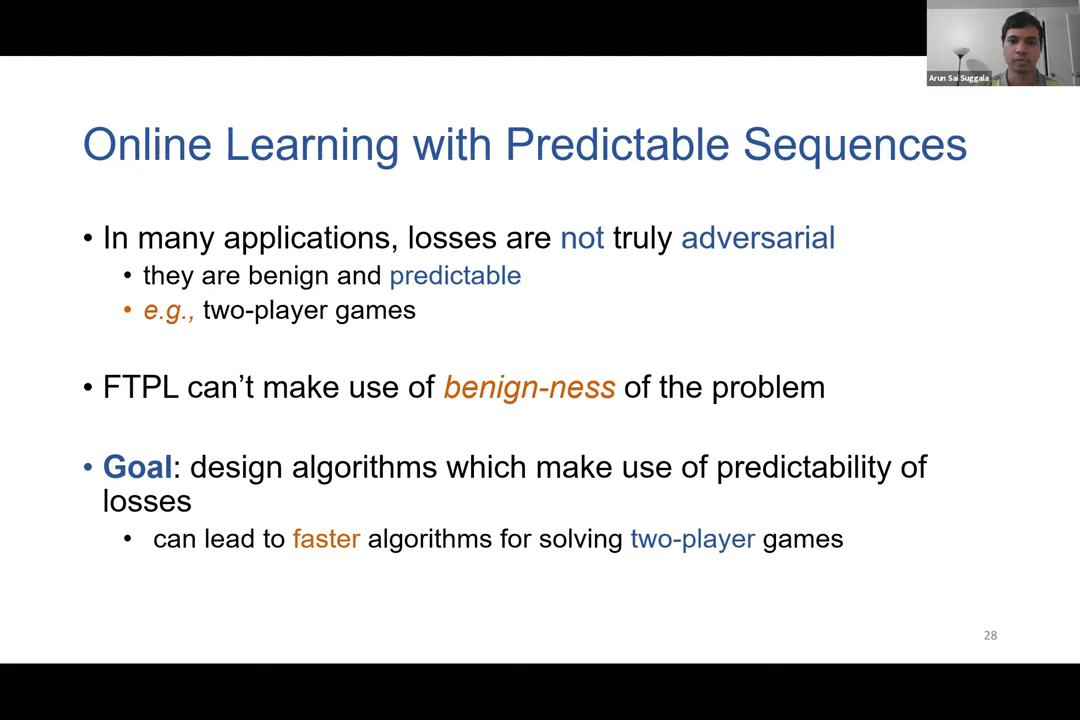 Arun Sai Suggala
Online Learning with Predictable Sequences
• In many applications, losses are not truly adversarial
• they are benign and predictable
• e.g., two-player games
• FTPL can’t make use of benign-ness of the problem
• Goal: design algorithms which make use of predictability of
losses
• can lead to faster algorithms for solving two-player games
28